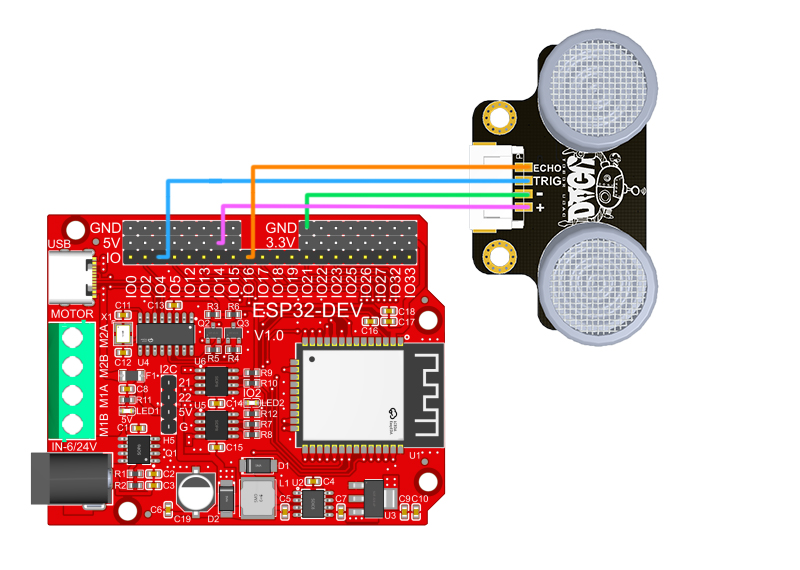 ECHO
TRIG
-
+
DYGA
GND
5V
IO
GND
3.3V
USB
IO0
IO2
IO4
IO5
IO12
IO13
IO14
IO15
IO16
IO17
IO18
IO19
IO21
IO22
IO23
IO25
IO26
IO27
IO32
IO33
ESP32-DEV
V1.0
MOTOR
X1
C11
C13
R3
R6
C18
C17
C16
M2A
M2B
M1A
M1B
C12
U4
Q2
Q3
R5
R4
F1
C8
R11
LED1
5V
I2C
21
22
5V
G
H5
U6
U5
R9
R10
IO2
LED2
C14
R12
R7
R8
C15
IN-6/24V
Q1
R1
R2
C2
C3
C6
C19
D2
D1
L1
U2
C4
C5
C7
U3
C9
C10
U1